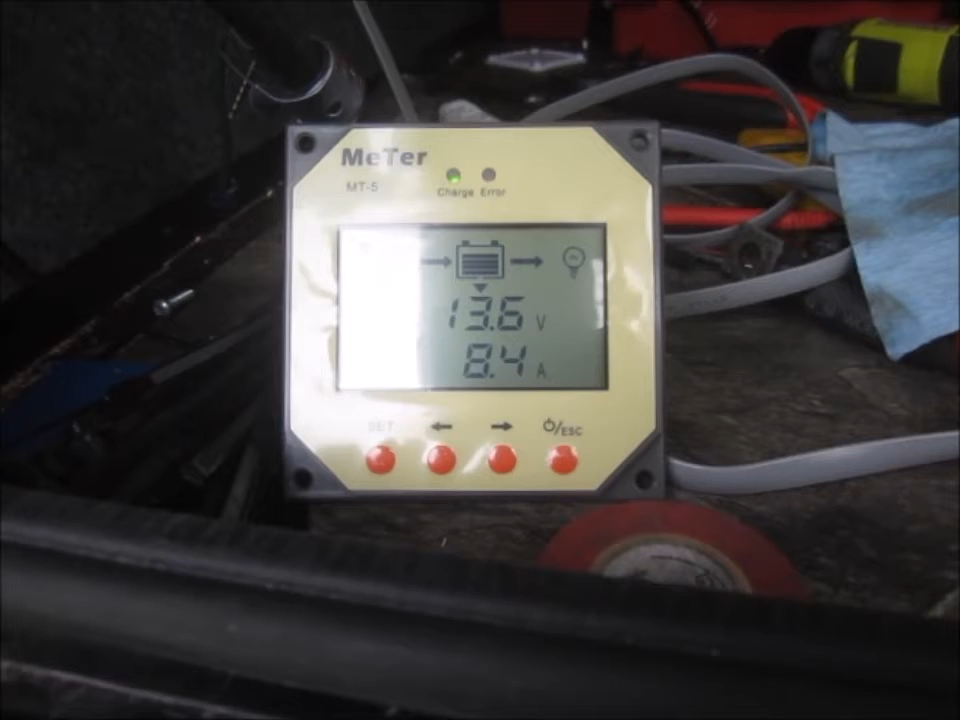 MeTer
MT-5
Charge Error
13.6 V
8.4 A
SET
/ESC